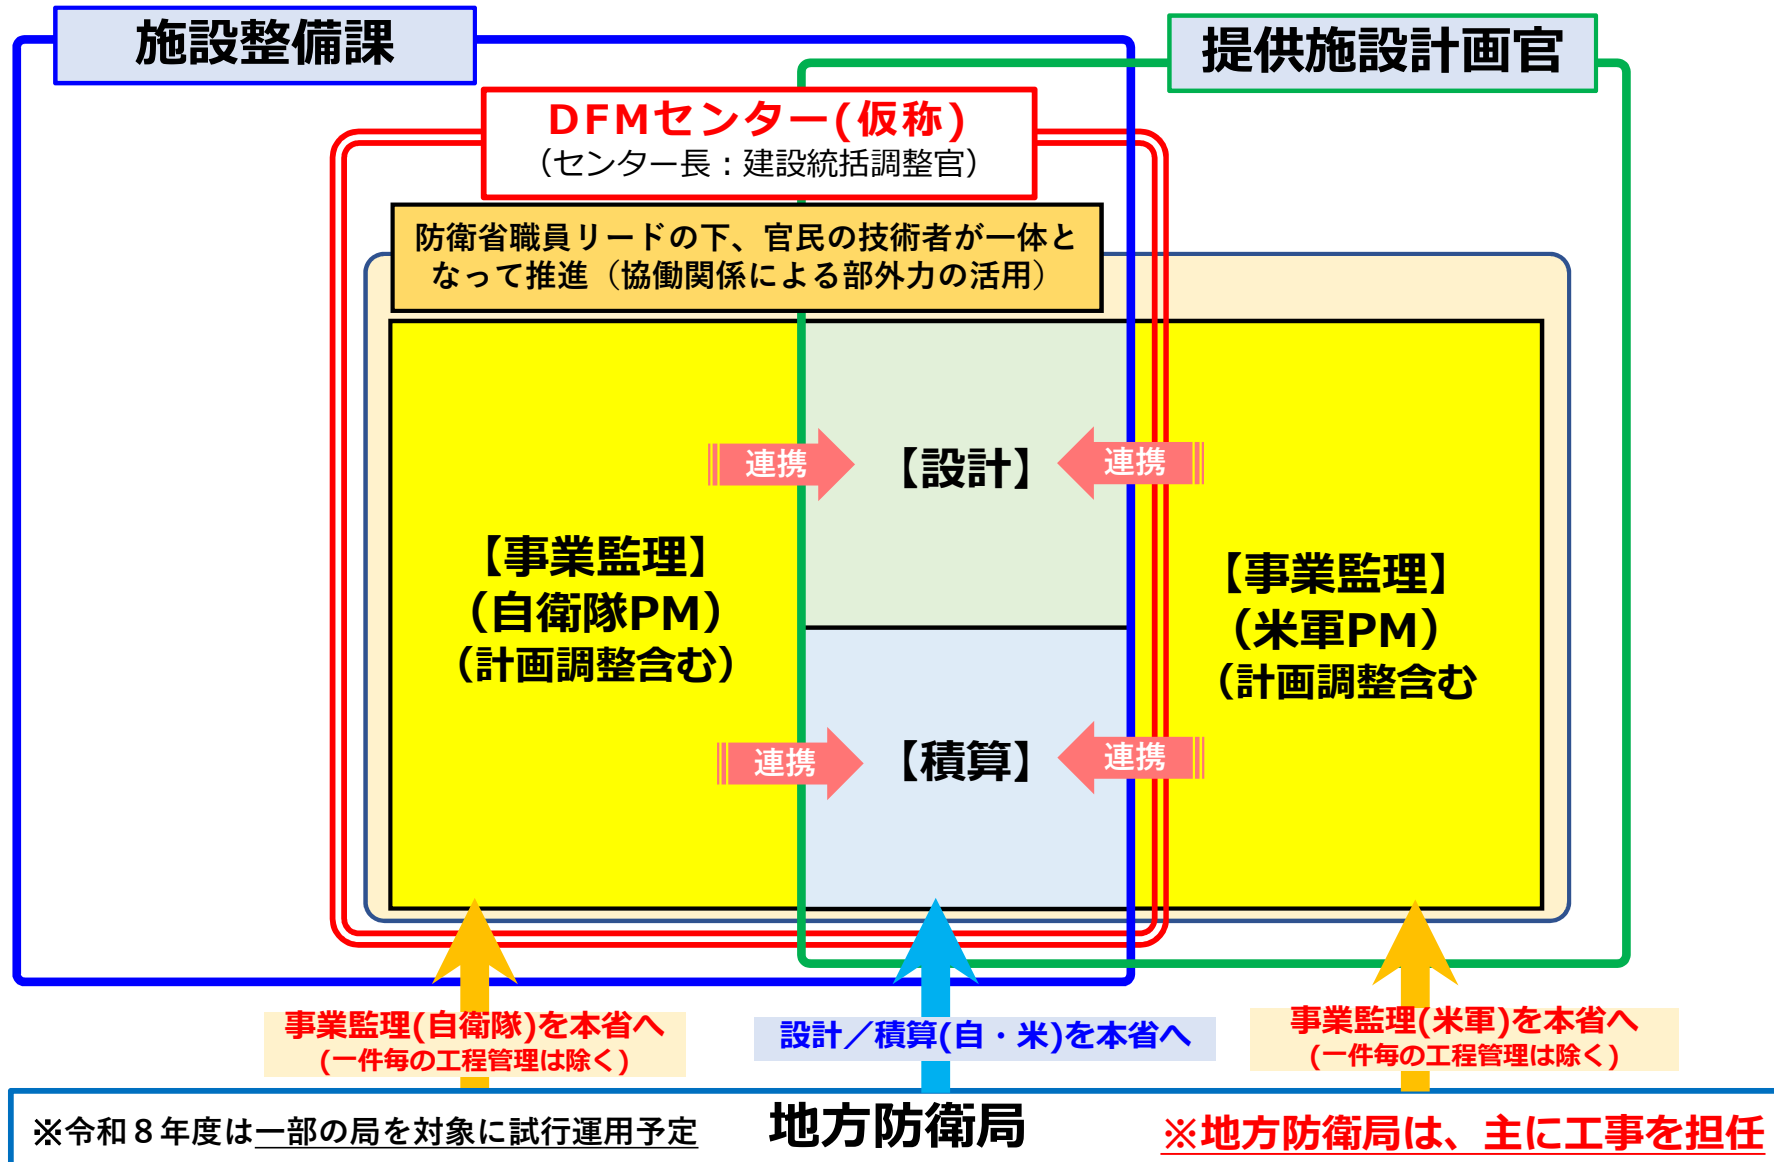 施設整備課
提供施設計画官
DFMセンター(仮称)
（センター長：建設統括調整官）
防衛省職員リードの下、官民の技術者が一体と
なって推進（協働関係による部外力の活用）
連携
【設計】
連携
【事業監理】
（自衛隊PM）
（計画調整含む）
【事業監理】
（米軍PM）
（計画調整含む
連携
【積算】
連携
事業監理(自衛隊)を本省へ
(一件毎の工程管理は除く)
設計／積算(自・米)を本省へ
事業監理(米軍)を本省へ
(一件毎の工程管理は除く)
※令和８年度は一部の局を対象に試行運用予定
地方防衛局
※地方防衛局は、主に工事を担任